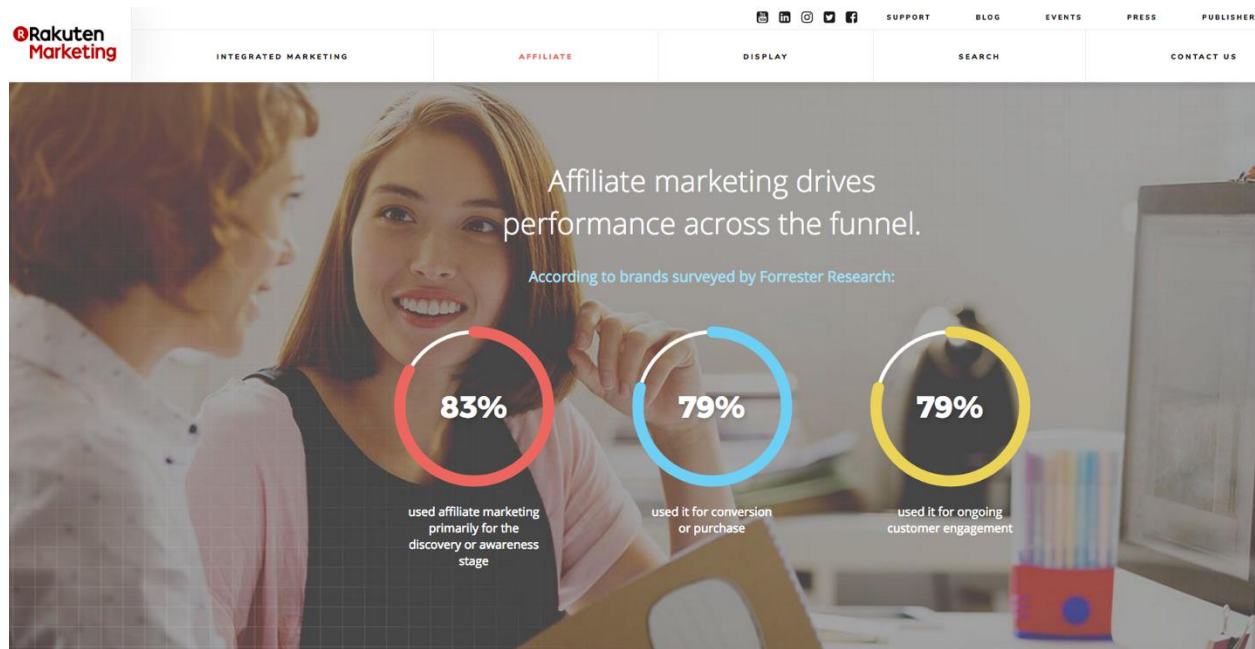 Rakuten
Marketing
SUPPORT BLOG EVENTS PRESS PUBLISHER
INTEGRATED MARKETING AFFILIATE DISPLAY SEARCH CONTACT US
Affiliate marketing drives
performance across the funnel.
According to brands surveyed by Forrester Research:
83%
used affiliate marketing
primarily for the
discovery or awareness
stage
79%
used it for conversion
or purchase
79%
used it for ongoing
customer engagement